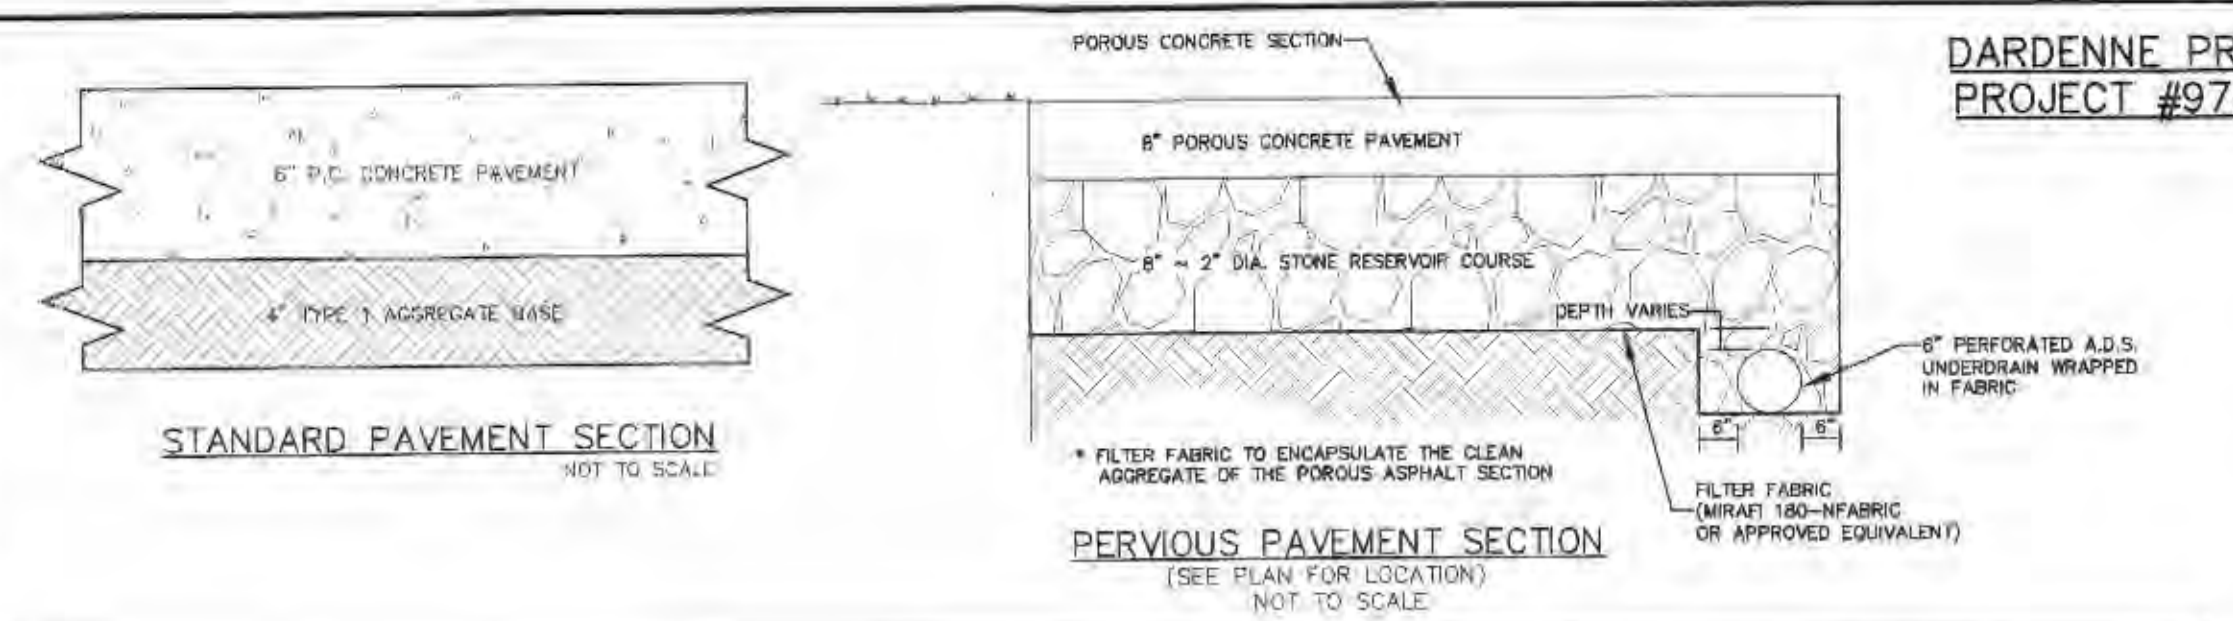 6" P.C. CONCRETE PAVEMENT
4" TYPE 1 AGGREGATE BASE
STANDARD PAVEMENT SECTION
NOT TO SCALE
POROUS CONCRETE SECTION
8" POROUS CONCRETE PAVEMENT
8" ~ 2" DIA. STONE RESERVOIR COURSE
DEPTH VARIES
6" PERFORATED A.D.S.
UNDERDRAIN WRAPPED
IN FABRIC
6" 6"
* FILTER FABRIC TO ENCAPSULATE THE CLEAN
AGGREGATE OF THE POROUS ASPHALT SECTION
FILTER FABRIC
(MIRAFI 180-NFABRIC
OR APPROVED EQUIVALENT)
PERVIOUS PAVEMENT SECTION
(SEE PLAN FOR LOCATION)
NOT TO SCALE
DARDENNE PR
PROJECT #97